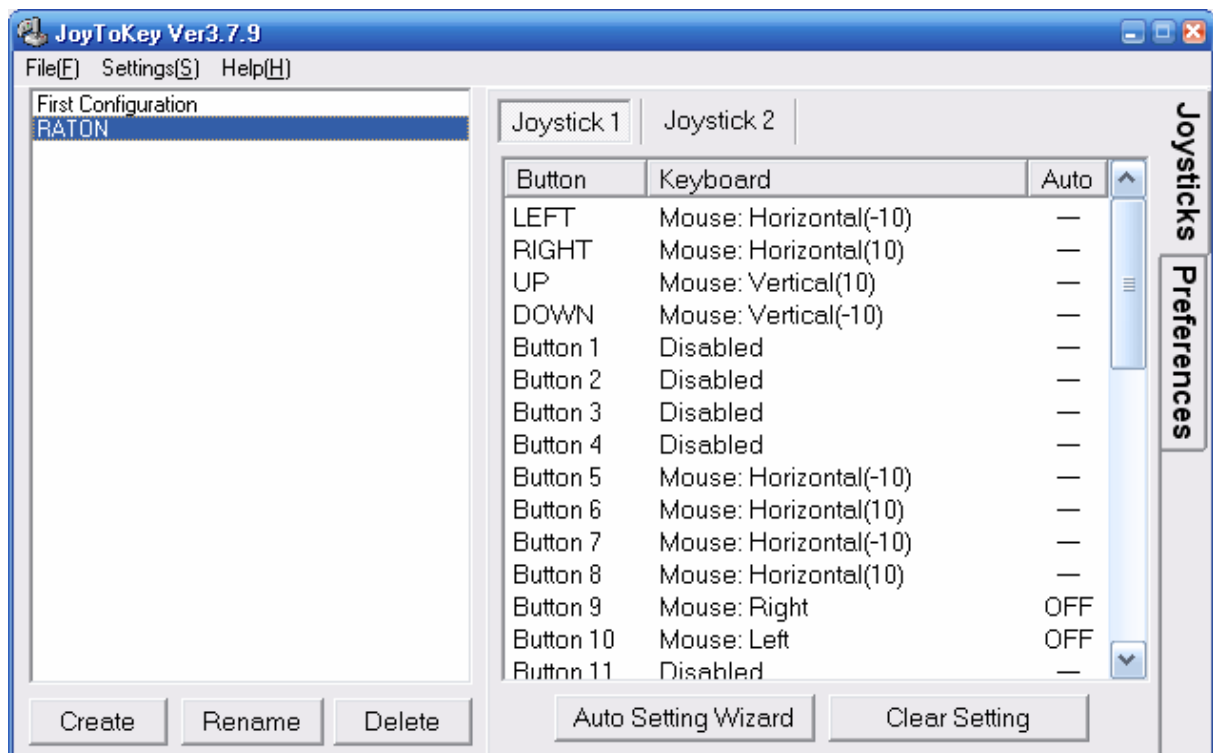 JoyToKey Ver3.7.9
File(F) Settings(S) Help(H)
First Configuration
RATON
Joystick 1 Joystick 2
Button Keyboard Auto
LEFT Mouse: Horizontal(-10) —
RIGHT Mouse: Horizontal(10) —
UP Mouse: Vertical(10) —
DOWN Mouse: Vertical(-10) —
Button 1 Disabled —
Button 2 Disabled —
Button 3 Disabled —
Button 4 Disabled —
Button 5 Mouse: Horizontal(-10) —
Button 6 Mouse: Horizontal(10) —
Button 7 Mouse: Horizontal(-10) —
Button 8 Mouse: Horizontal(10) —
Button 9 Mouse: Right OFF
Button 10 Mouse: Left OFF
Button 11 Disabled —
Joysticks
Preferences
Create Rename Delete
Auto Setting Wizard Clear Setting